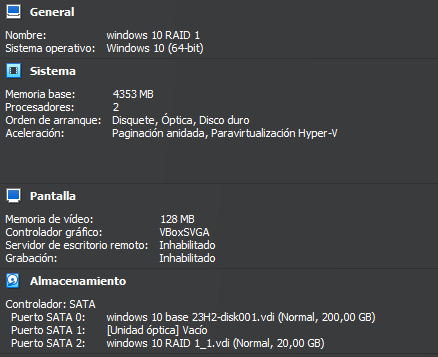 General
Nombre: windows 10 RAID 1
Sistema operativo: Windows 10 (64-bit)
Sistema
Memoria base: 4353 MB
Procesadores: 2
Orden de arranque: Disquete, Óptica, Disco duro
Aceleración: Paginación anidada, Paravirtualización Hyper-V
Pantalla
Memoria de vídeo: 128 MB
Controlador gráfico: VBoxSVGA
Servidor de escritorio remoto: Inhabilitado
Grabación: Inhabilitado
Almacenamiento
Controlador: SATA
Puerto SATA 0: windows 10 base 23H2-disk001.vdi (Normal, 200,00 GB)
Puerto SATA 1: [Unidad óptica] Vacío
Puerto SATA 2: windows 10 RAID 1_1.vdi (Normal, 20,00 GB)